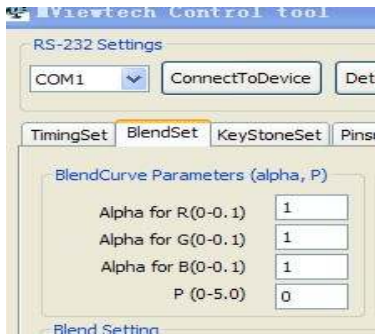 MViewtech Control tool
RS-232 Settings
COM1 ConnectToDevice Det
TimingSet BlendSet KeyStoneSet Pins
BlendCurve Parameters (alpha, P)
Alpha for R(0-0.1) 1
Alpha for G(0-0.1) 1
Alpha for B(0-0.1) 1
P (0-5.0) 0
Blend Setting